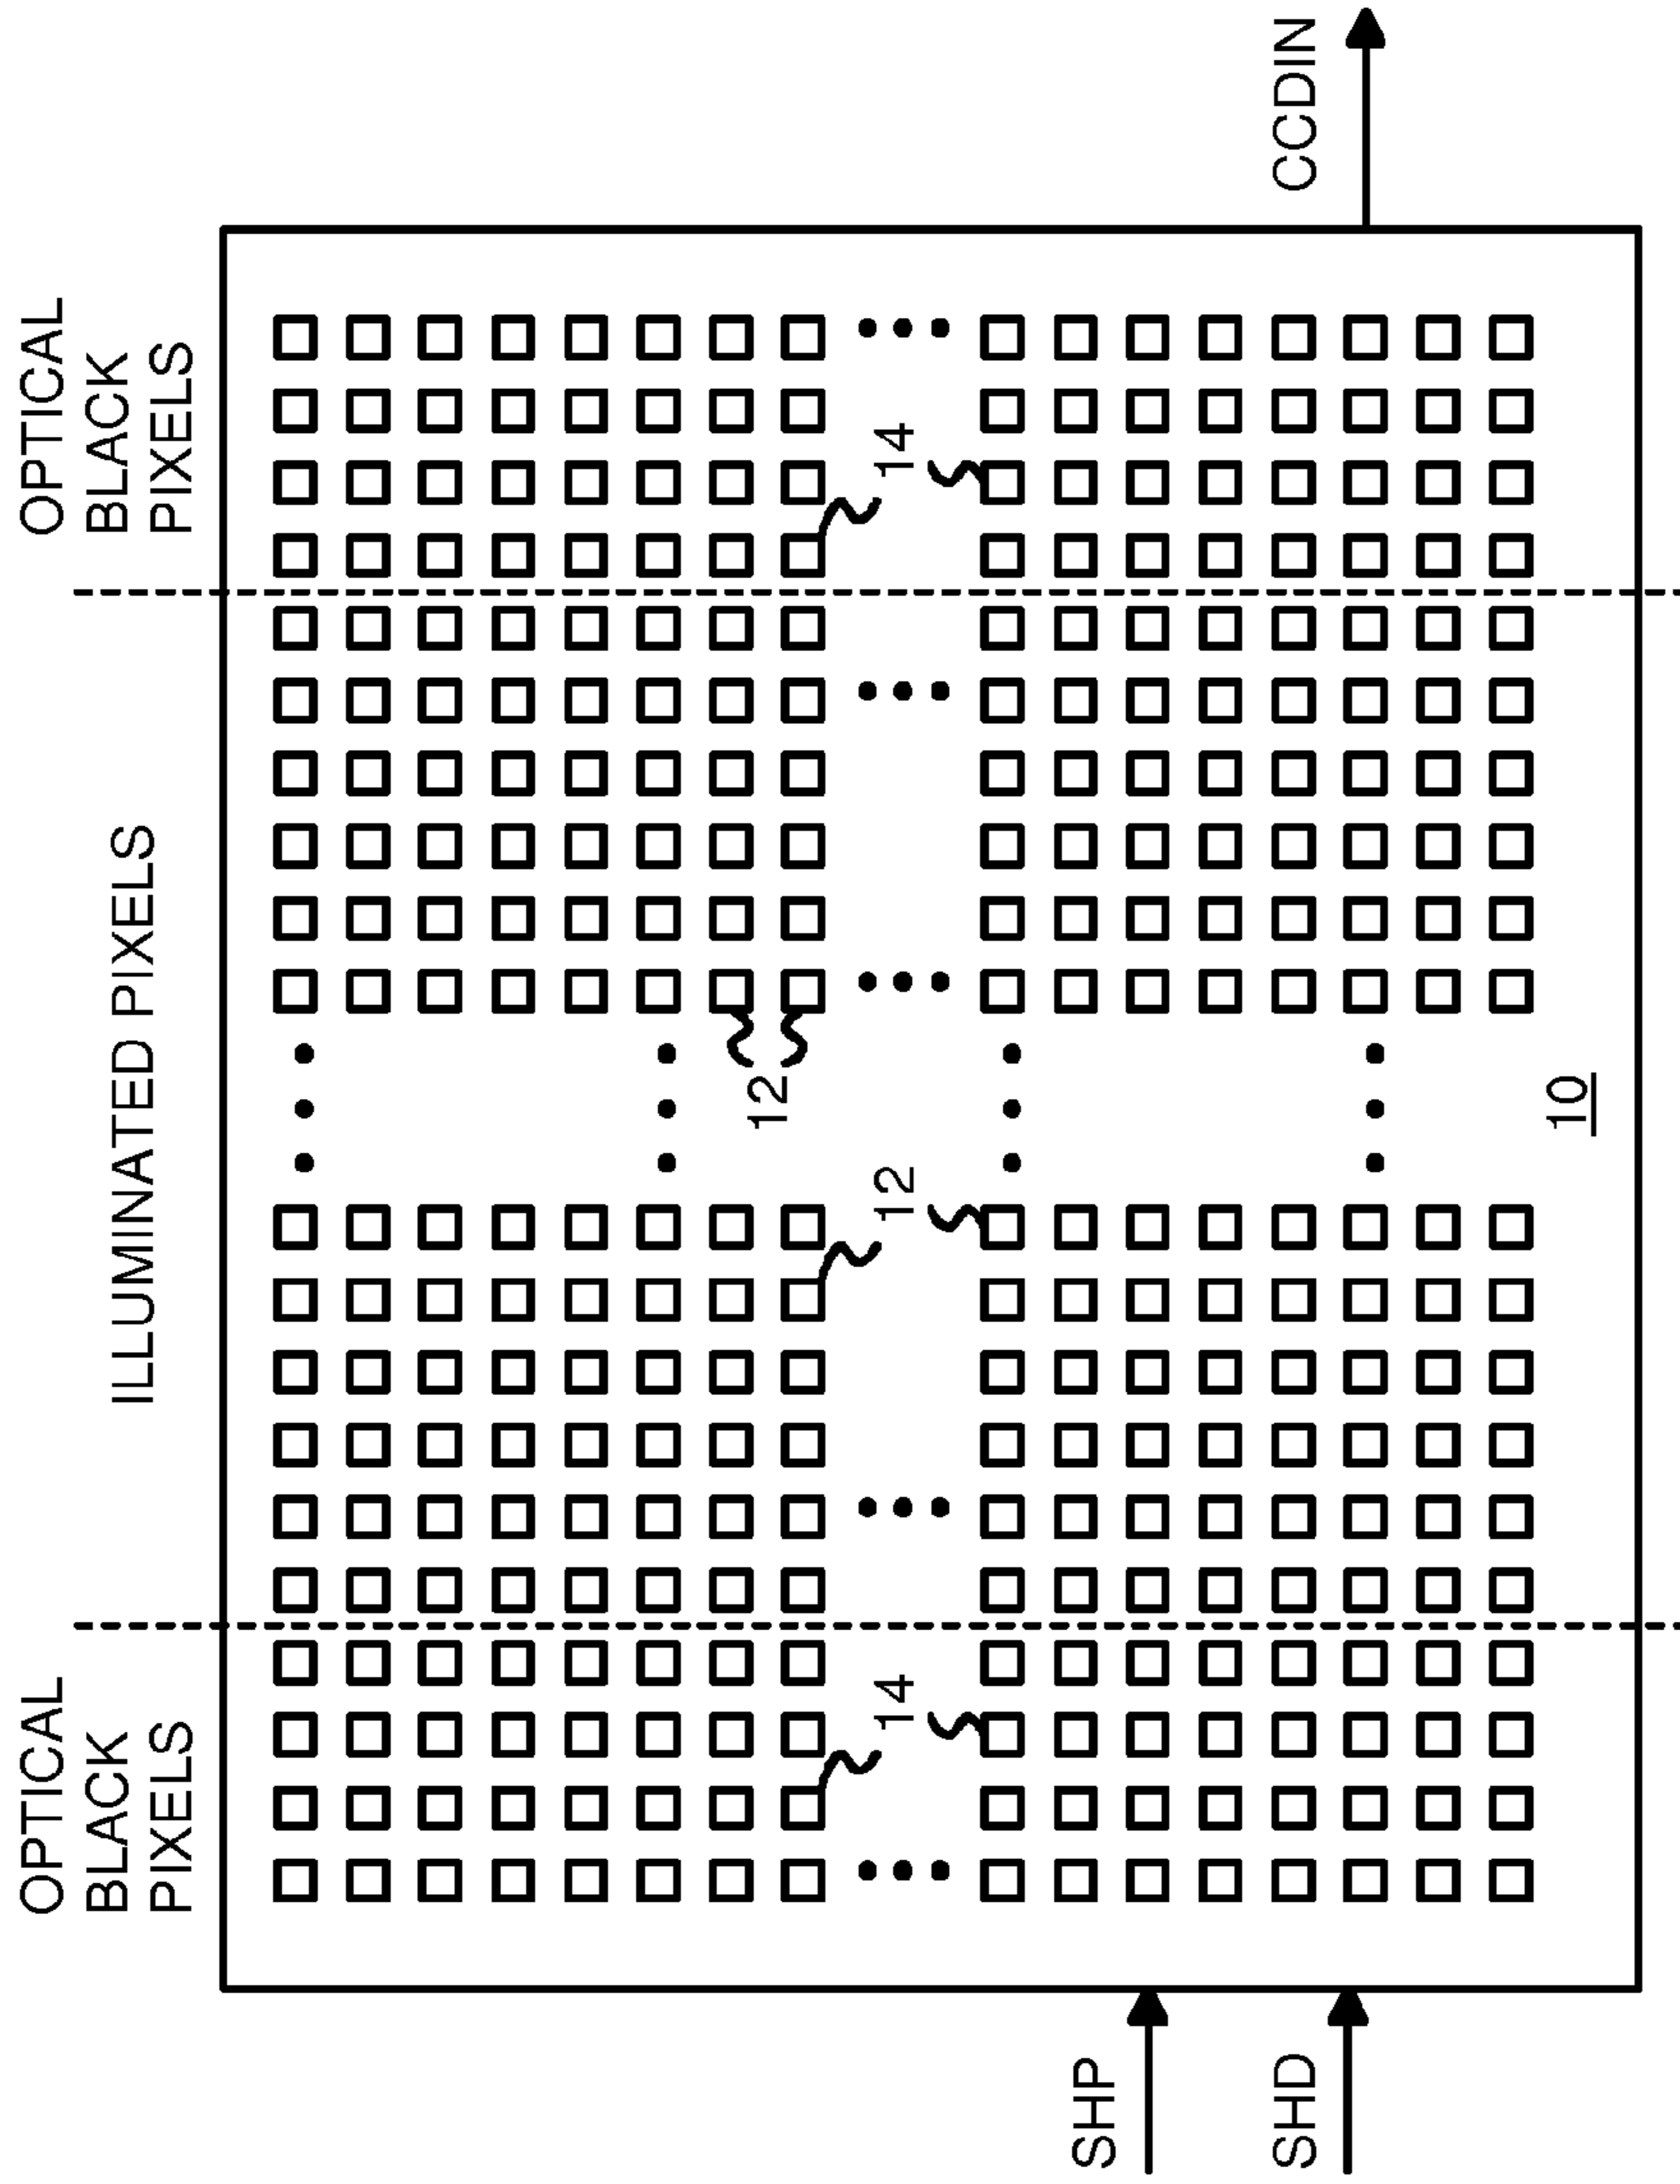 OPTICAL
BLACK
PIXELS
ILLUMINATED PIXELS
OPTICAL
BLACK
PIXELS
14
12
12
14
SHP
SHD
CCDIN
10